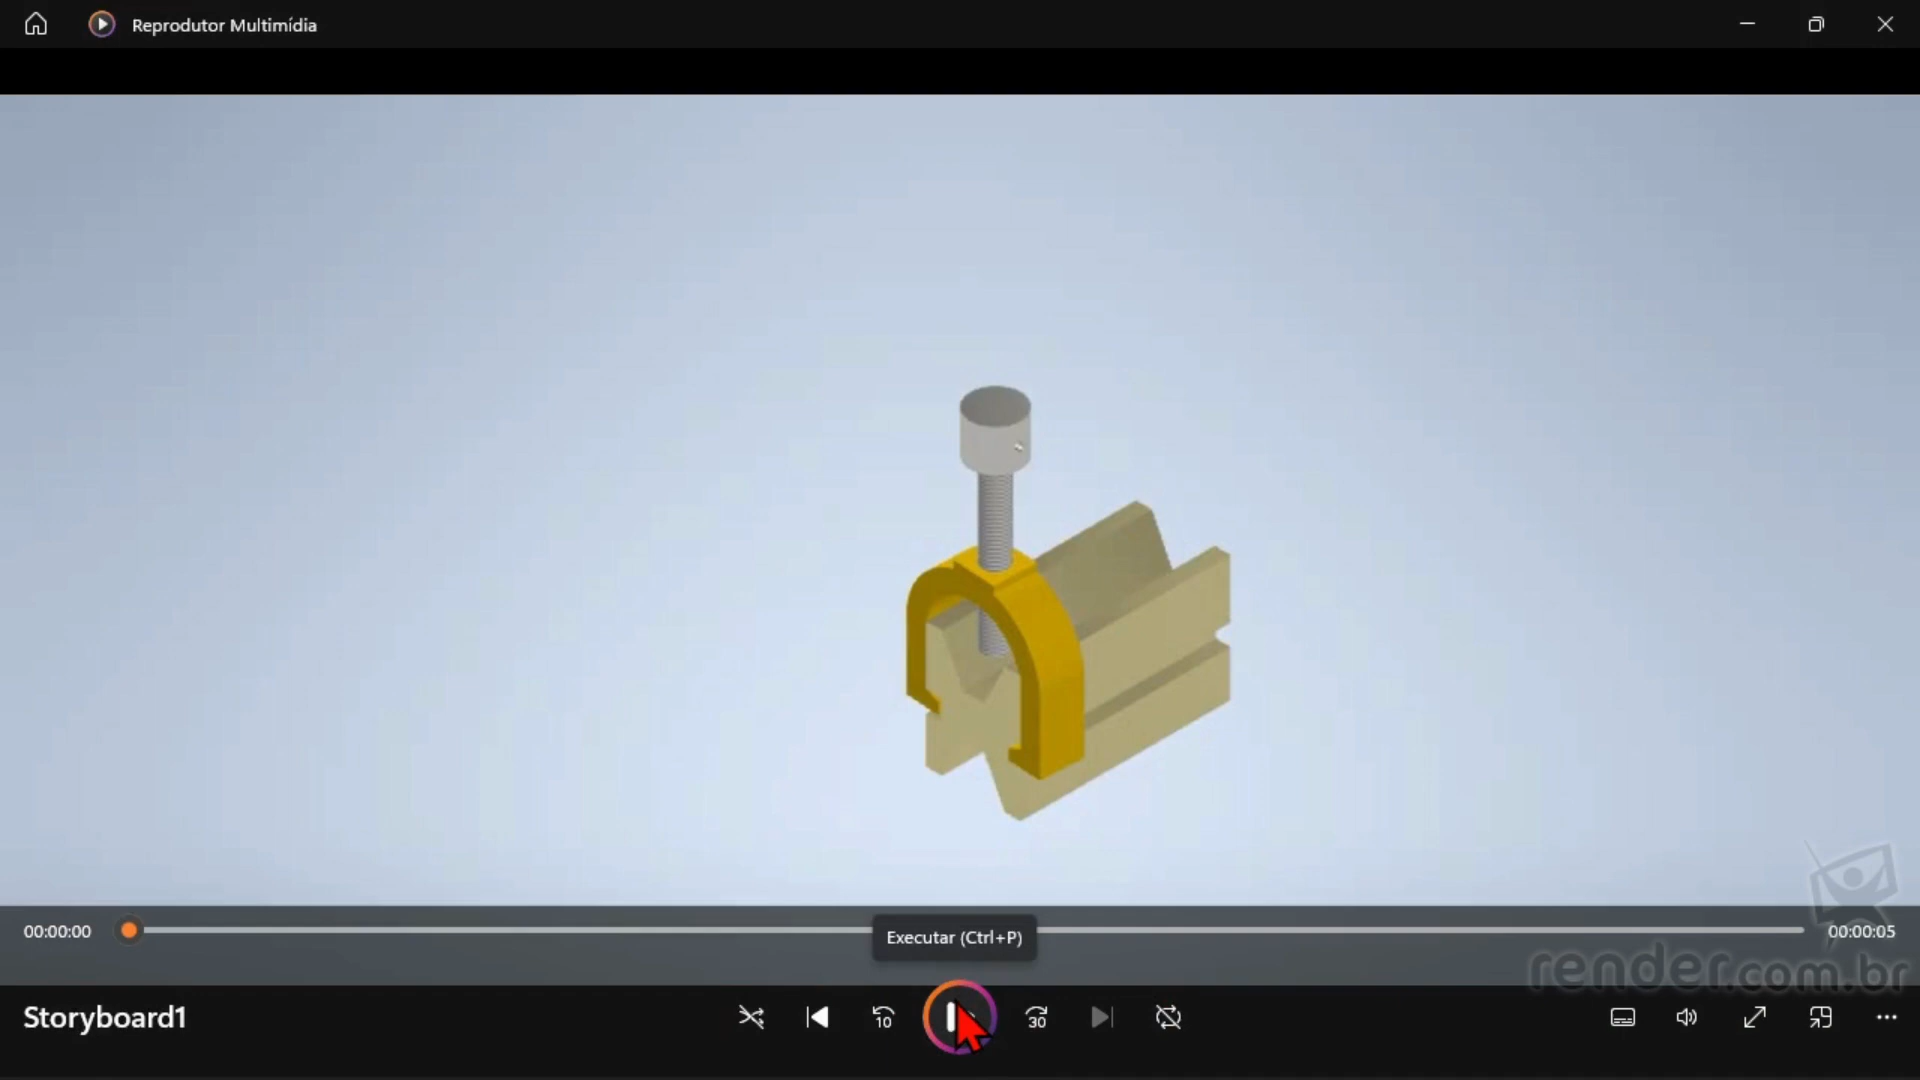 Reprodutor Multimídia
00:00:00
Executar (Ctrl+P)
00:00:05
render.com.br
Storyboard1
10
30